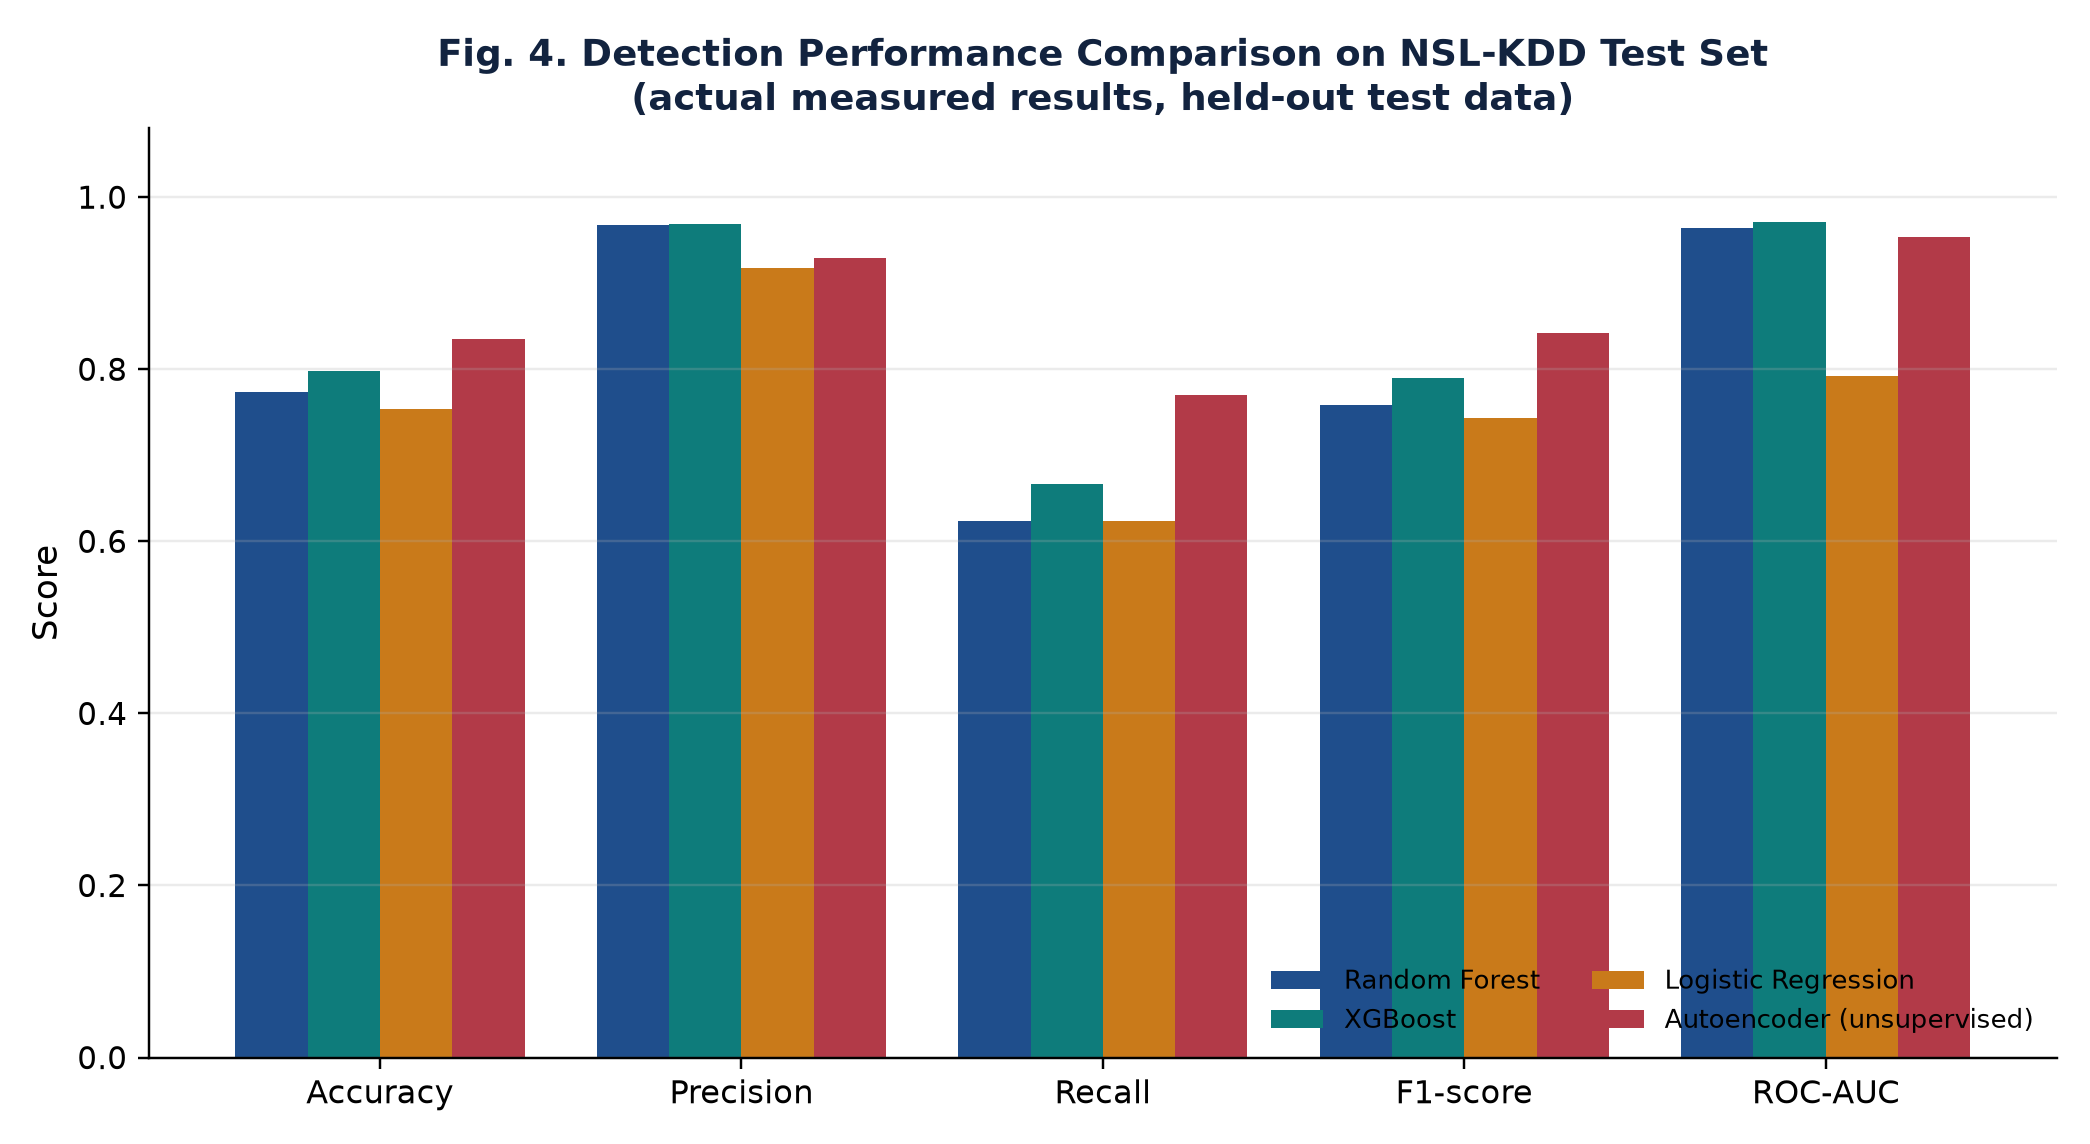 Fig. 4. Detection Performance Comparison on NSL-KDD Test Set
(actual measured results, held-out test data)
Score
1.0
0.8
0.6
0.4
0.2
0.0
Accuracy
Precision
Recall
F1-score
ROC-AUC
Random Forest
XGBoost
Logistic Regression
Autoencoder (unsupervised)